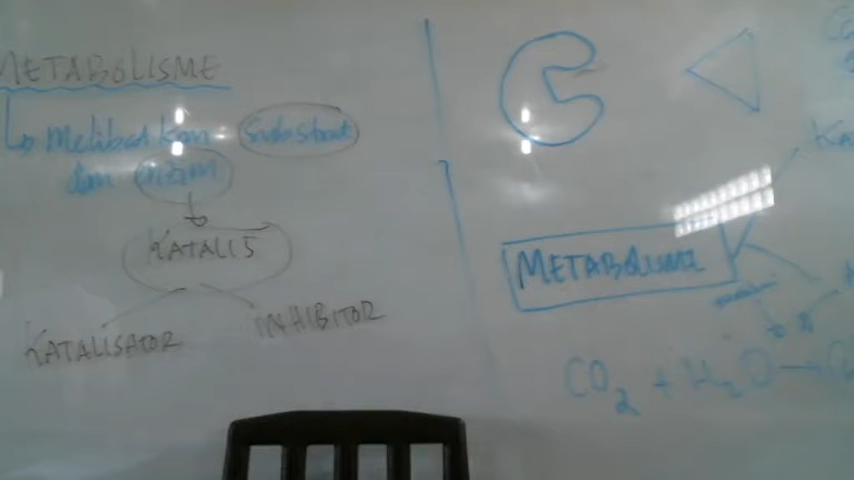 METABOLISME
Melibatkan Substrat
dan enzim
KATALIS
KATALISATOR
INHIBITOR
METABOLISME
CO2 + H2O →